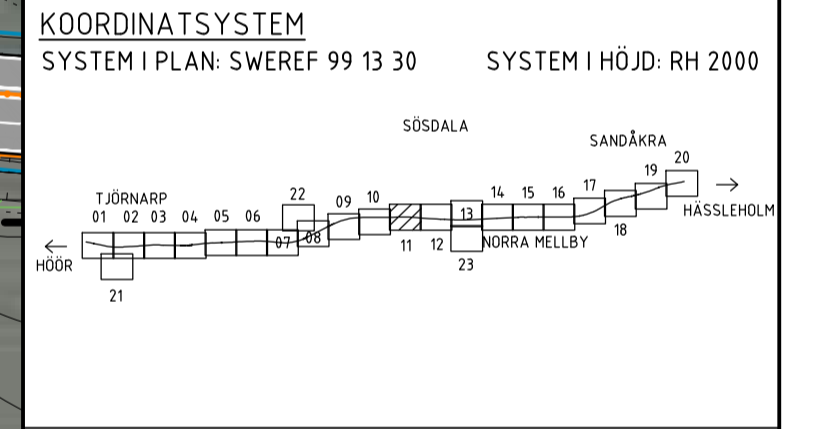 KOORDINATSYSTEM
SYSTEM I PLAN: SWEREF 99 13 30 SYSTEM I HÖJD: RH 2000
SÖSDALA
SANDÅKRA
TJÖRNARP
01 02 03 04 05 06 07 08 22 09 10 11 12 13 14 15 16 17 18 19 20
HÄSSLEHOLM
NORRA MELLBY
HÖÖR
21 23